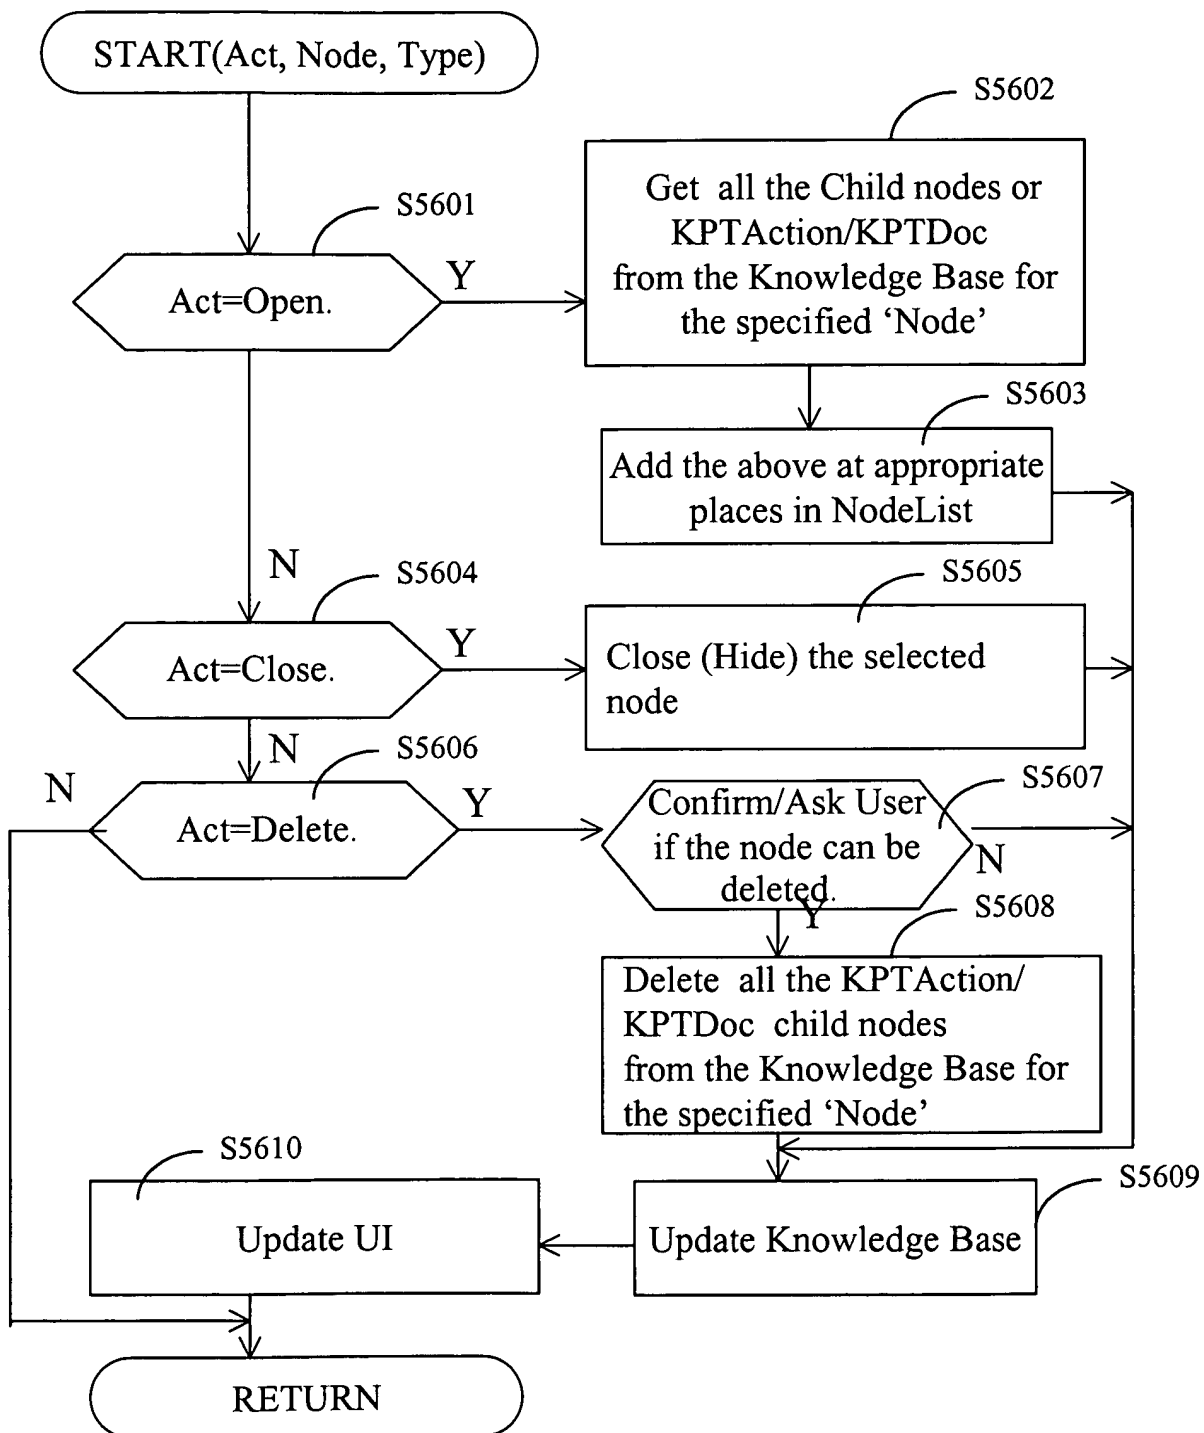 START(Act, Node, Type)
S5602
Get all the Child nodes or
KPTAction/KPTDoc
from the Knowledge Base for
the specified ‘Node’
S5601
Act=Open.
Y
S5603
Add the above at appropriate
places in NodeList
N
S5604
Act=Close.
Y
S5605
Close (Hide) the selected
node
N
S5606
N
Act=Delete.
Y
S5607
Confirm/Ask User
if the node can be
deleted.
N
Y
S5608
Delete all the KPTAction/
KPTDoc child nodes
from the Knowledge Base for
the specified ‘Node’
S5610
Update UI
S5609
Update Knowledge Base
RETURN